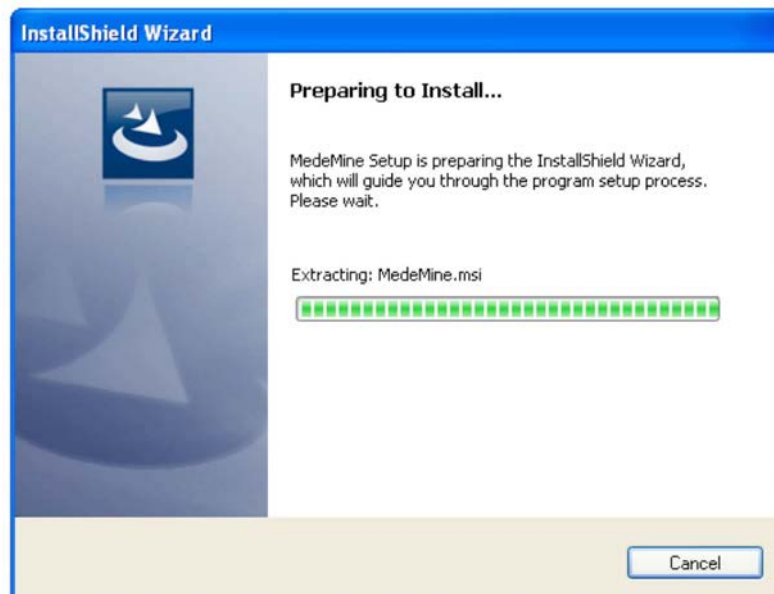 InstallShield Wizard
Preparing to Install...
MedeMine Setup is preparing the InstallShield Wizard,
which will guide you through the program setup process.
Please wait.
Extracting: MedeMine.msi
Cancel